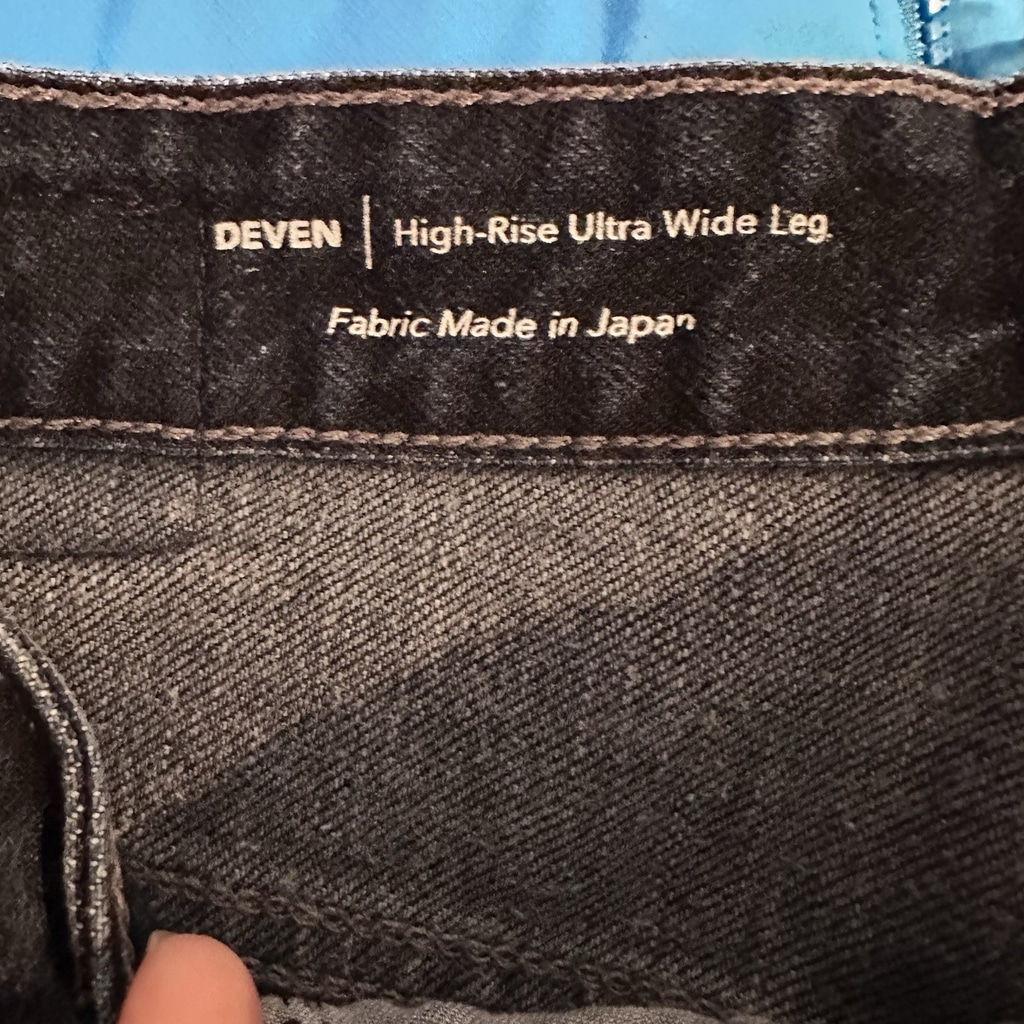 DEVEN | High-Rise Ultra Wide Leg
Fabric Made in Japan